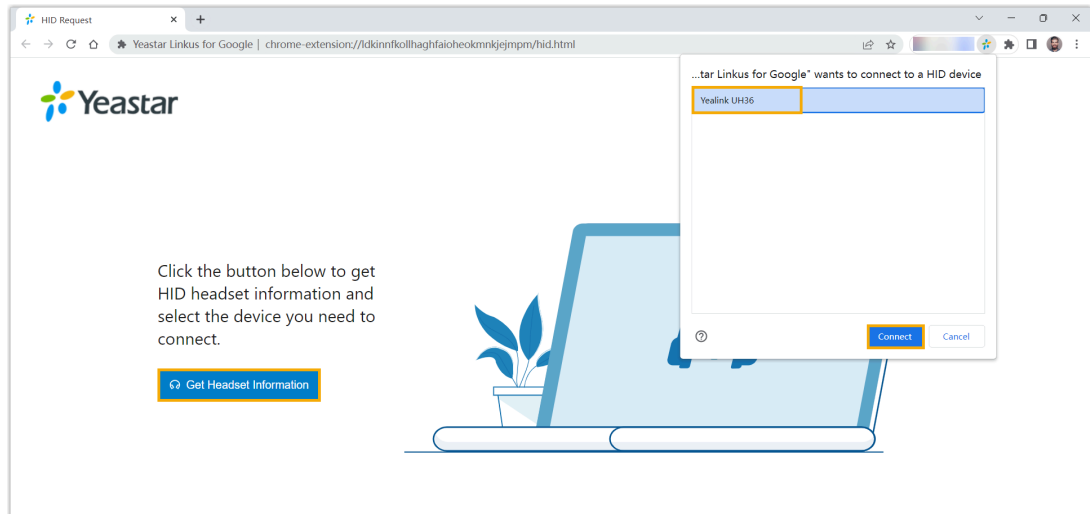 HID Request
Yeastar Linkus for Google | chrome-extension://ldkinnfkollhaghfaioheokmnkjejmpm/hid.html
...tar Linkus for Google" wants to connect to a HID device
Yealink UH36
Yeastar
Click the button below to get
HID headset information and
select the device you need to
connect.
Get Headset Information
Connect
Cancel